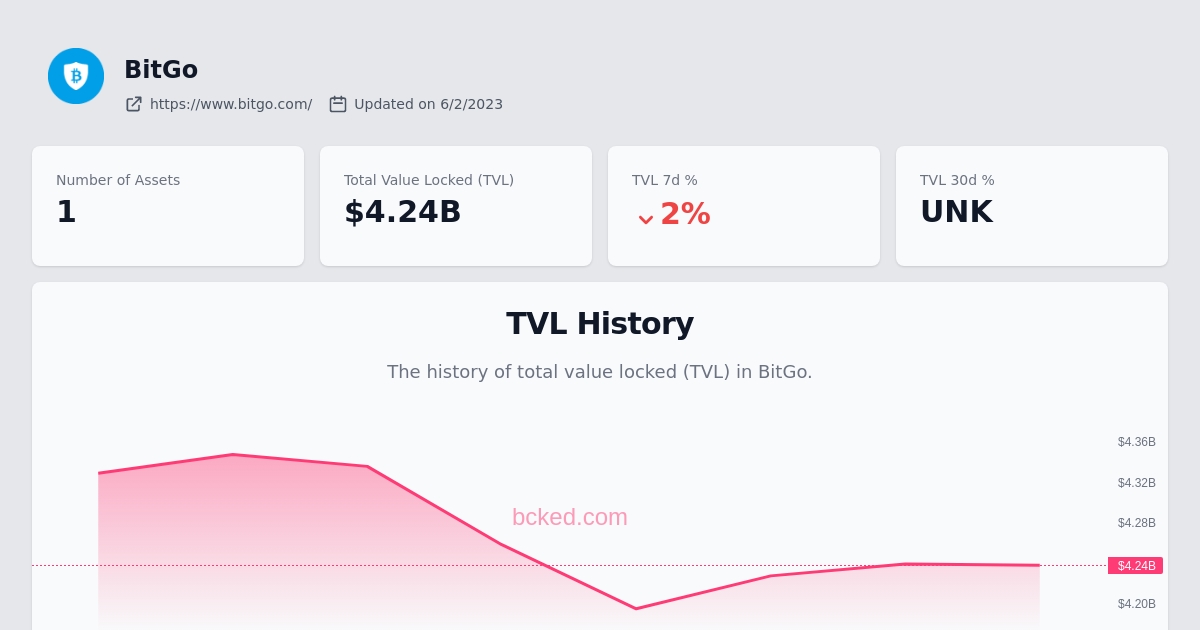 BitGo
https://www.bitgo.com/ Updated on 6/2/2023
Number of Assets
1
Total Value Locked (TVL)
$4.24B
TVL 7d %
2%
TVL 30d %
UNK
TVL History
The history of total value locked (TVL) in BitGo.
$4.36B
$4.32B
bcked.com
$4.28B
$4.24B
$4.20B